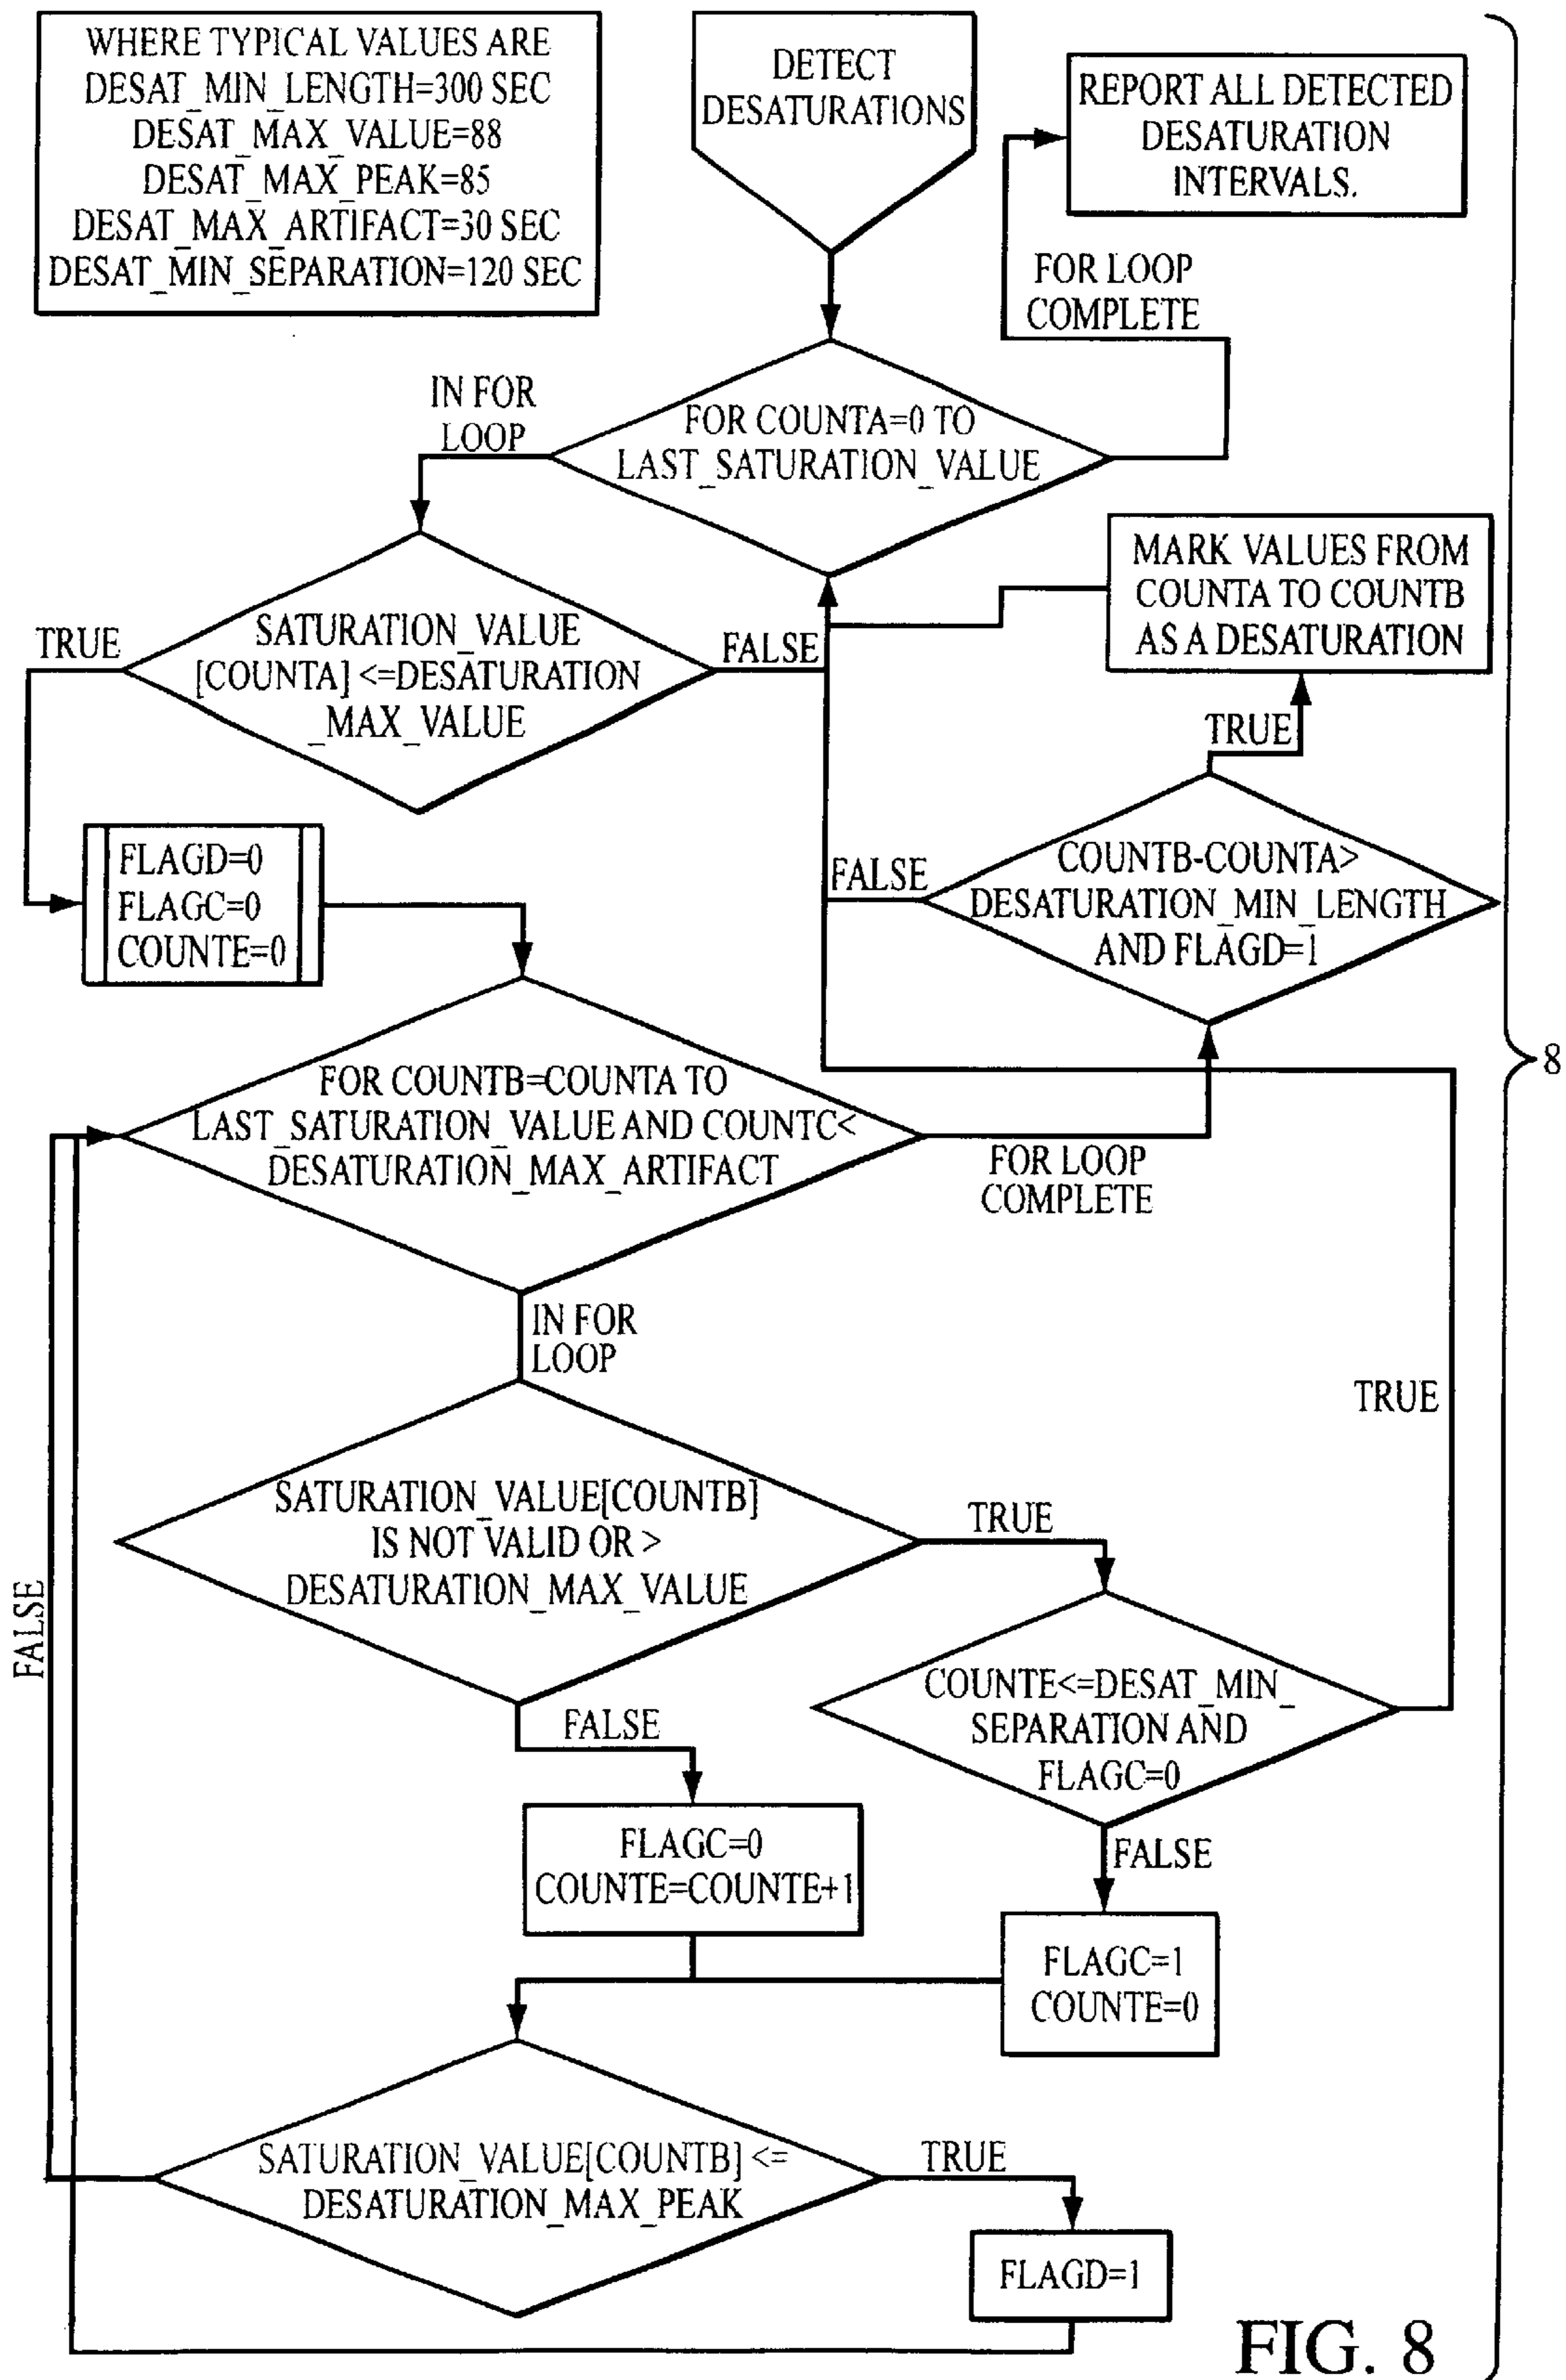 WHERE TYPICAL VALUES ARE
DESAT_MIN_LENGTH=300 SEC
DESAT_MAX_VALUE=88
DESAT_MAX_PEAK=85
DESAT_MAX_ARTIFACT=30 SEC
DESAT_MIN_SEPARATION=120 SEC
DETECT
DESATURATIONS
REPORT ALL DETECTED
DESATURATION
INTERVALS.
FOR LOOP
COMPLETE
IN FOR
LOOP
FOR COUNTA=0 TO
LAST_SATURATION_VALUE
MARK VALUES FROM
COUNTA TO COUNTB
AS A DESATURATION
TRUE
SATURATION_VALUE
[COUNTA] <=DESATURATION
_MAX_VALUE
FALSE
TRUE
FLAGD=0
FLAGC=0
COUNTE=0
FALSE
COUNTB-COUNTA>
DESATURATION_MIN_LENGTH
AND FLAGD=1
8
FOR COUNTB=COUNTA TO
LAST_SATURATION_VALUE AND COUNTC<
DESATURATION_MAX_ARTIFACT
FOR LOOP
COMPLETE
IN FOR
LOOP
TRUE
SATURATION_VALUE[COUNTB]
IS NOT VALID OR >
DESATURATION_MAX_VALUE
TRUE
FALSE
COUNTE<=DESAT_MIN_
SEPARATION AND
FLAGC=0
FALSE
FLAGC=0
COUNTE=COUNTE+1
FALSE
FLAGC=1
COUNTE=0
SATURATION_VALUE[COUNTB] <=
DESATURATION_MAX_PEAK
TRUE
FLAGD=1
FIG. 8